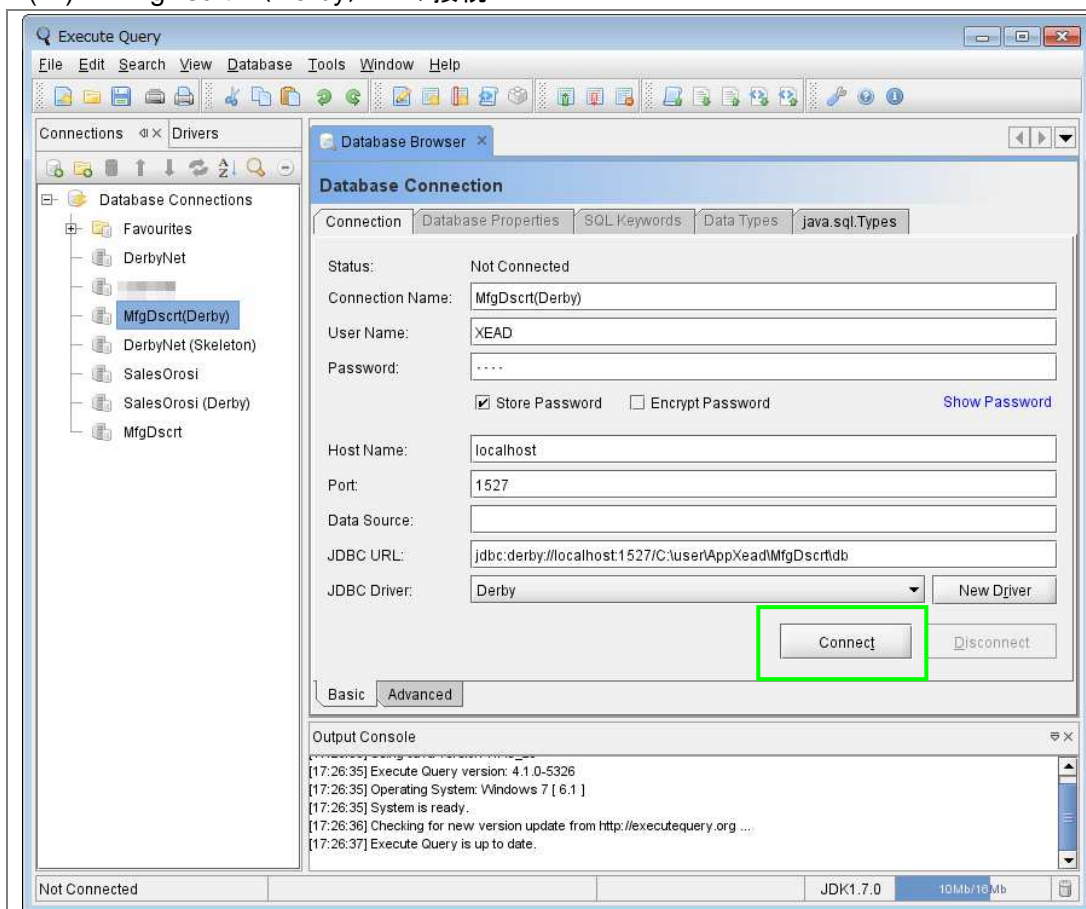 Execute Query
File Edit Search View Database Tools Window Help
Connections Drivers
Database Connections
Favourites
DerbyNet
MfgDscrt(Derby)
DerbyNet (Skeleton)
SalesOrosi
SalesOrosi (Derby)
MfgDscrt
Database Browser
Database Connection
Connection Database Properties SQL Keywords Data Types java.sql.Types
Status: Not Connected
Connection Name: MfgDscrt(Derby)
User Name: XEAD
Password: ····
Store Password Encrypt Password Show Password
Host Name: localhost
Port: 1527
Data Source:
JDBC URL: jdbc:derby://localhost:1527/C:\user\AppXead\MfgDscrt\db
JDBC Driver: Derby New Driver
Connect Disconnect
Basic Advanced
Output Console
[17:26:35] Execute Query version: 4.1.0-5326
[17:26:35] Operating System: Windows 7 [ 6.1 ]
[17:26:35] System is ready.
[17:26:36] Checking for new version update from http://executequery.org ...
[17:26:37] Execute Query is up to date.
Not Connected JDK1.7.0 10Mb/16Mb